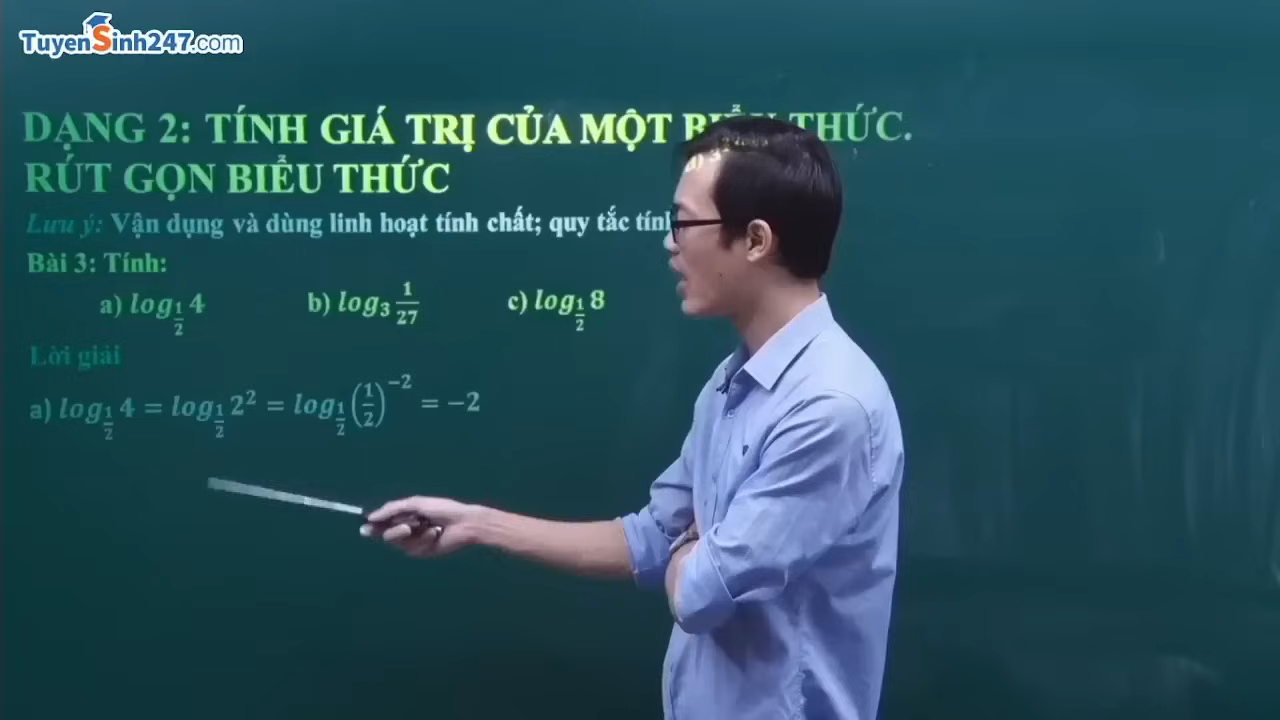 TuyenSinh247.com
DẠNG 2: TÍNH GIÁ TRỊ CỦA MỘT BIỂU THỨC.
RÚT GỌN BIỂU THỨC
Lưu ý: Vận dụng và dùng linh hoạt tính chất; quy tắc
Bài 3: Tính:
a) log_{1/2} 4 b) log_3 1/27 c) log_{1/2} 8
Lời giải
a) log_{1/2} 4 = log_{1/2} 2^2 = log_{1/2} (1/2)^{-2} = -2